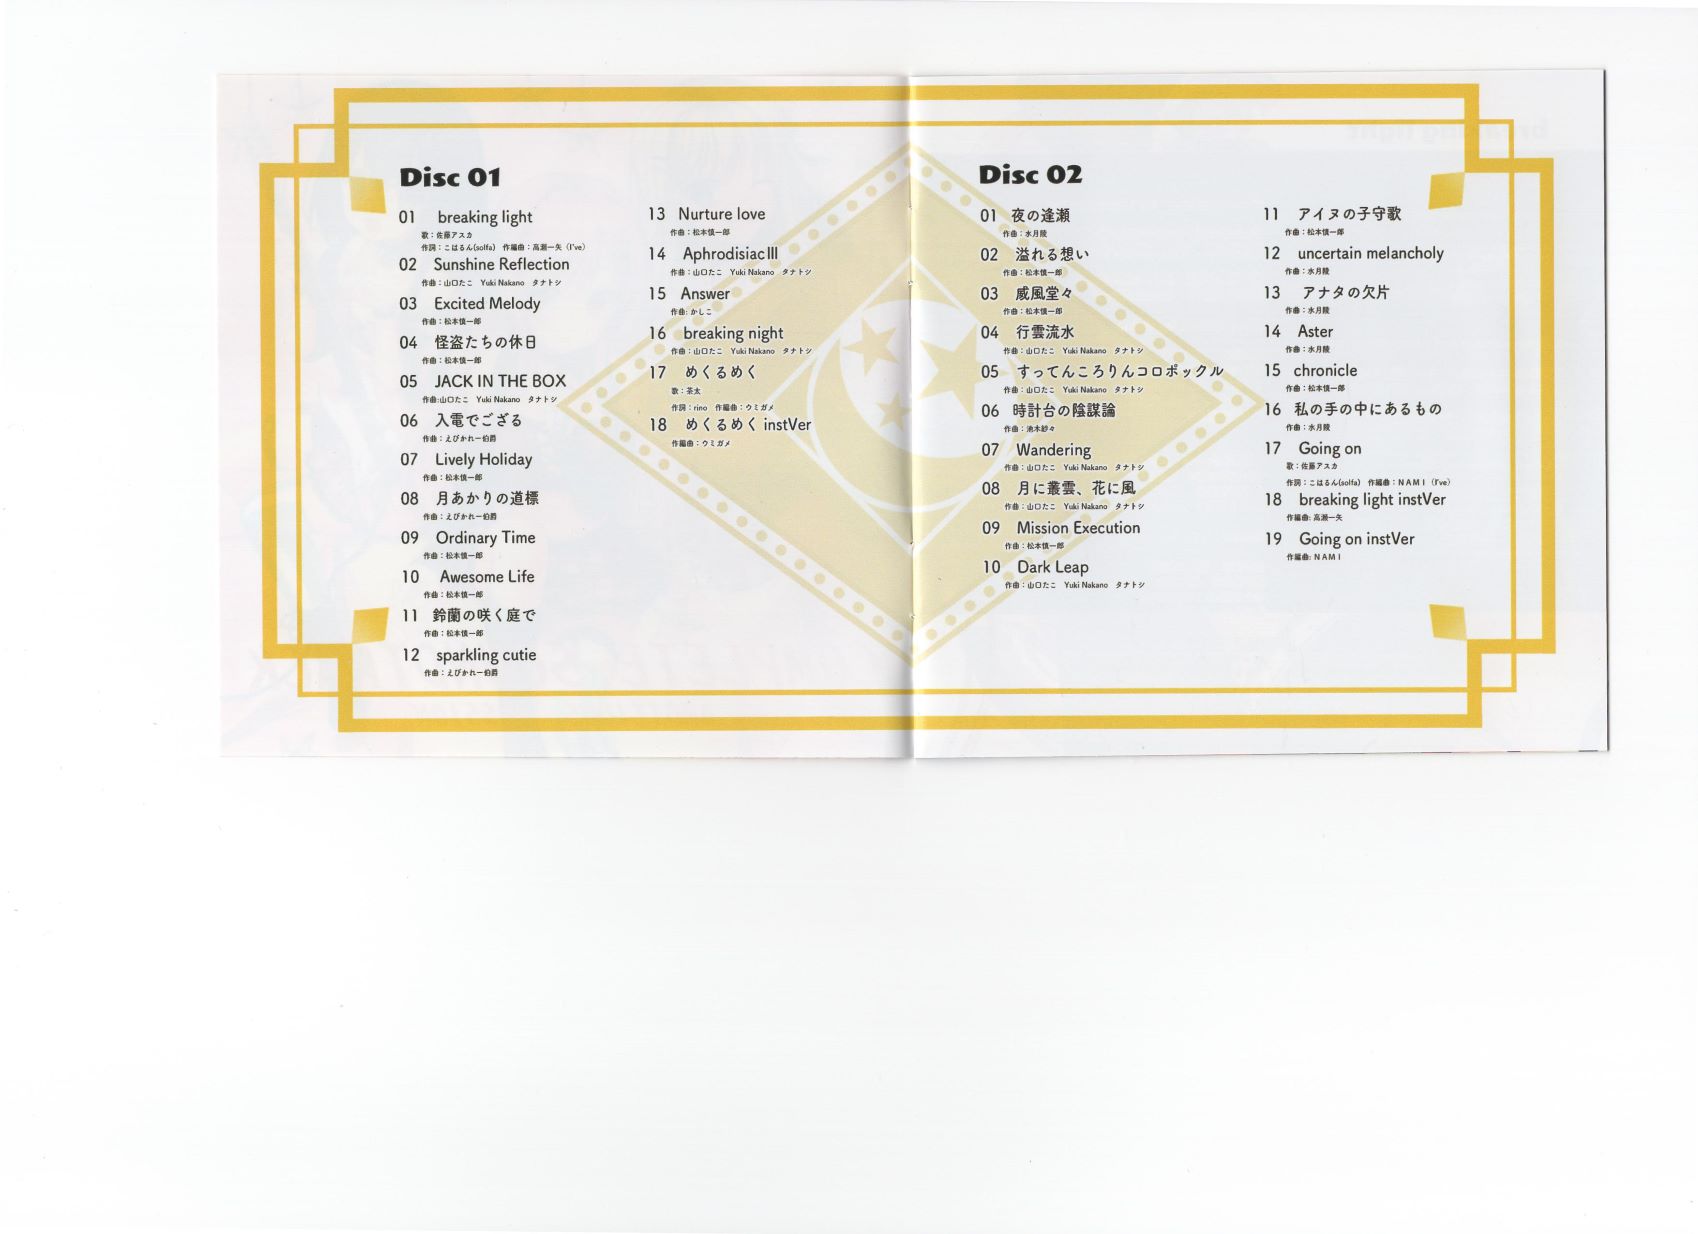 Disc 01
01 breaking light
歌：佐藤アスカ
作詞：こはるん(solfa) 作編曲：高瀬一矢（I've）
02 Sunshine Reflection
作曲：山口たこ Yuki Nakano タナトシ
03 Excited Melody
作曲：松本慎一郎
04 怪盗たちの休日
作曲：松本慎一郎
05 JACK IN THE BOX
作曲:山口たこ Yuki Nakano タナトシ
06 入電でござる
作曲：えびかれー伯爵
07 Lively Holiday
作曲：松本慎一郎
08 月あかりの道標
作曲：えびかれー伯爵
09 Ordinary Time
作曲：松本慎一郎
10 Awesome Life
作曲：松本慎一郎
11 鈴蘭の咲く庭で
作曲：松本慎一郎
12 sparkling cutie
作曲：えびかれー伯爵
13 Nurture love
作曲：松本慎一郎
14 AphrodisiacⅢ
作曲：山口たこ Yuki Nakano タナトシ
15 Answer
作曲: かしこ
16 breaking night
作曲：山口たこ Yuki Nakano タナトシ
17 めくるめく
歌：茶太
作詞：rino 作編曲：ウミガメ
18 めくるめく instVer
作編曲：ウミガメ
Disc 02
01 夜の逢瀬
作曲：水月陵
02 溢れる想い
作曲：松本慎一郎
03 威風堂々
作曲：松本慎一郎
04 行雲流水
作曲：山口たこ Yuki Nakano タナトシ
05 すってんころりんコロポックル
作曲：山口たこ Yuki Nakano タナトシ
06 時計台の陰謀論
作曲：池本紗々
07 Wandering
作曲：山口たこ Yuki Nakano タナトシ
08 月に叢雲、花に風
作曲：山口たこ Yuki Nakano タナトシ
09 Mission Execution
作曲：松本慎一郎
10 Dark Leap
作曲：山口たこ Yuki Nakano タナトシ
11 アイヌの子守歌
作曲：松本慎一郎
12 uncertain melancholy
作曲：水月陵
13 アナタの欠片
作曲：水月陵
14 Aster
作曲：水月陵
15 chronicle
作曲：松本慎一郎
16 私の手の中にあるもの
作曲：水月陵
17 Going on
歌：佐藤アスカ
作詞：こはるん(solfa) 作編曲：NAMI（I've）
18 breaking light instVer
作編曲: 高瀬一矢
19 Going on instVer
作編曲: NAMI